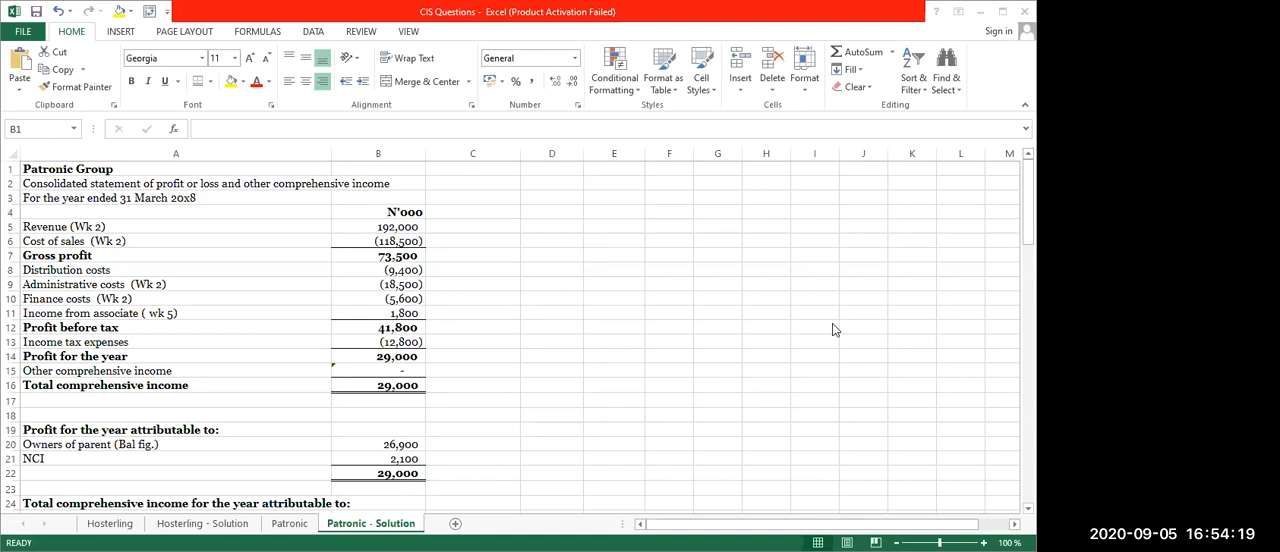 CIS Questions - Excel (Product Activation Failed)
FILE HOME INSERT PAGE LAYOUT FORMULAS DATA REVIEW VIEW Sign in
Paste Cut Copy Format Painter Clipboard
Georgia 11 A A B I U A Font
Wrap Text Merge & Center Alignment
General % , Number
Conditional Formatting Format as Table Cell Styles Styles
Insert Delete Format Cells
AutoSum Fill Clear Sort & Filter Find & Select Editing
B1 fx
A B C D E F G H I J K L M
1 Patronic Group
2 Consolidated statement of profit or loss and other comprehensive income
3 For the year ended 31 March 20x8
4 N'000
5 Revenue (Wk 2) 192,000
6 Cost of sales (Wk 2) (118,500)
7 Gross profit 73,500
8 Distribution costs (9,400)
9 Administrative costs (Wk 2) (18,500)
10 Finance costs (Wk 2) (5,600)
11 Income from associate ( wk 5) 1,800
12 Profit before tax 41,800
13 Income tax expenses (12,800)
14 Profit for the year 29,000
15 Other comprehensive income -
16 Total comprehensive income 29,000
17
18
19 Profit for the year attributable to:
20 Owners of parent (Bal fig.) 26,900
21 NCI 2,100
22 29,000
23
24 Total comprehensive income for the year attributable to:
Hosterling Hosterling - Solution Patronic Patronic - Solution
READY 100 %
2020-09-05 16:54:19